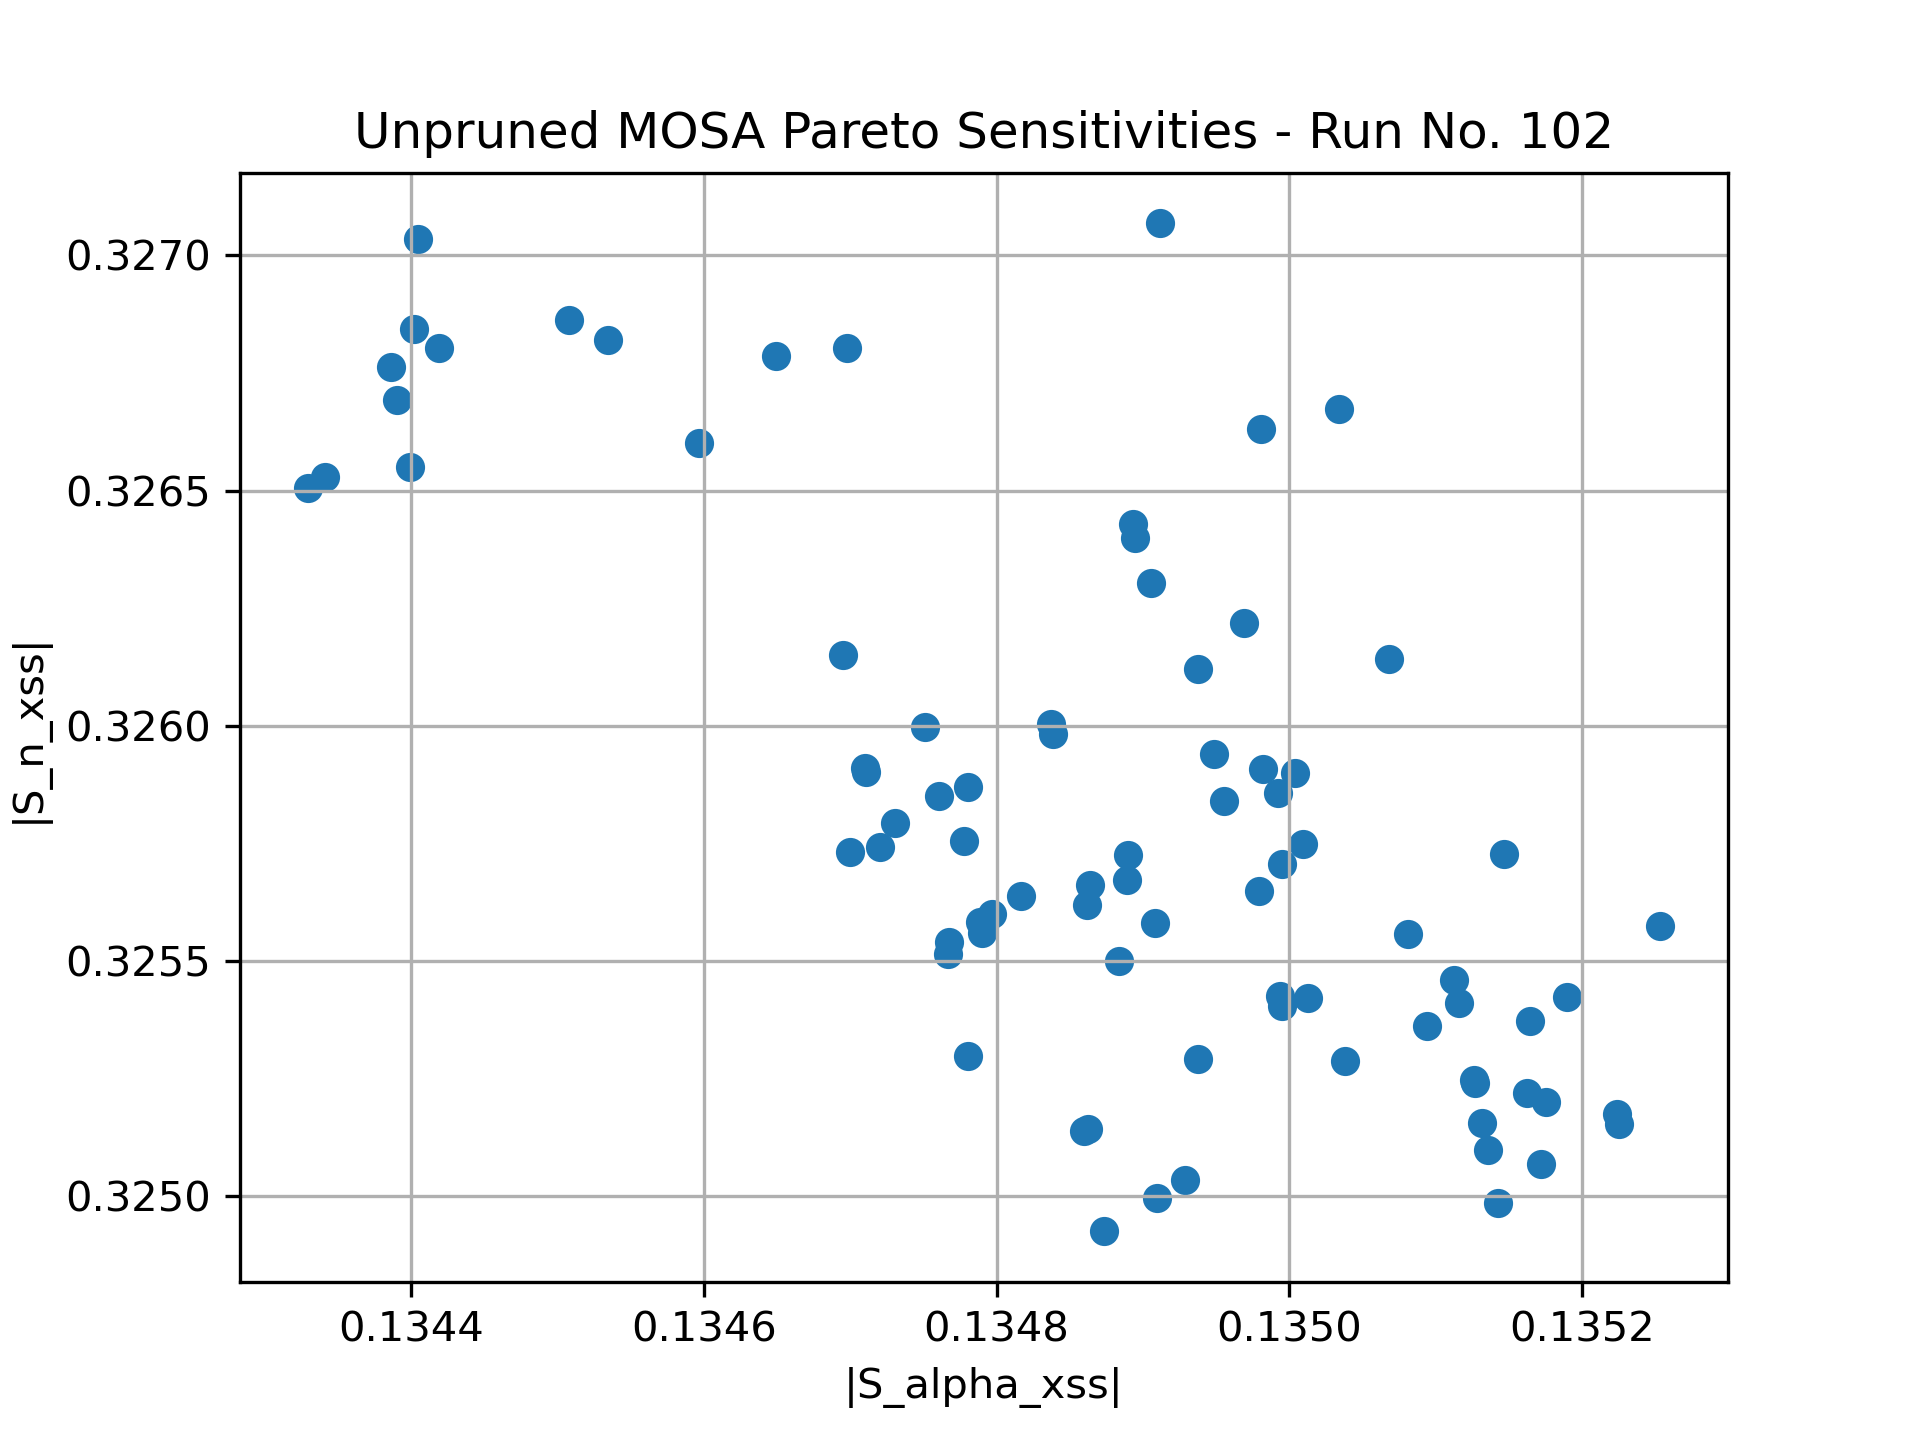 Unpruned MOSA Pareto Sensitivities - Run No. 102
0.3270
0.3265
0.3260
0.3255
0.3250
|S_n_xss|
0.1344 0.1346 0.1348 0.1350 0.1352
|S_alpha_xss|